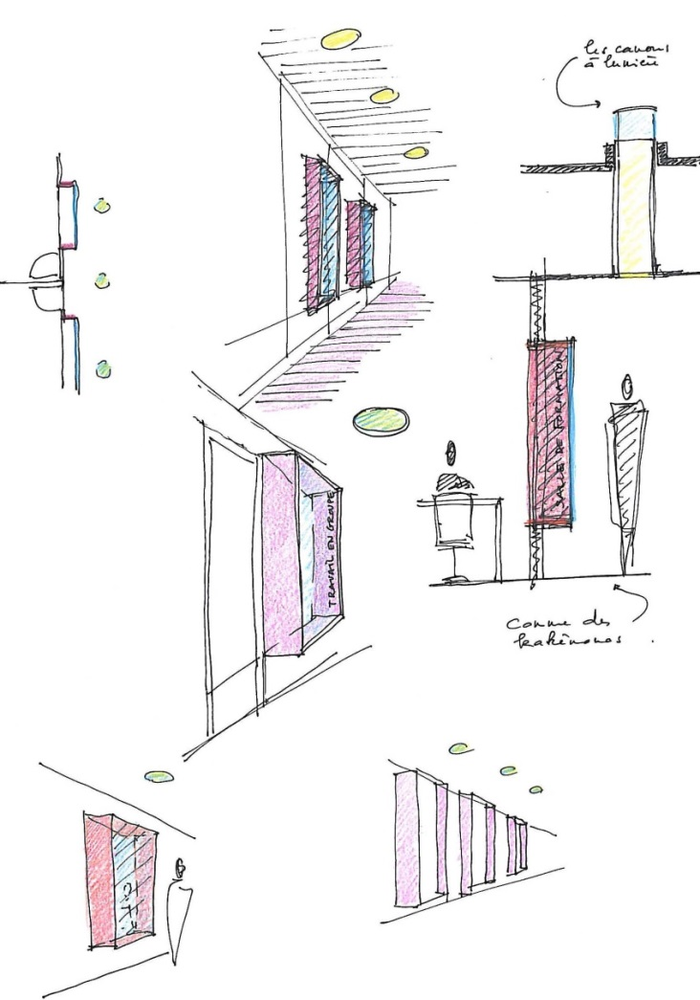 les canons
à lumière
SALLE DE FORMATION
TRAVAIL EN GROUPE
Comme des
kakémonos.